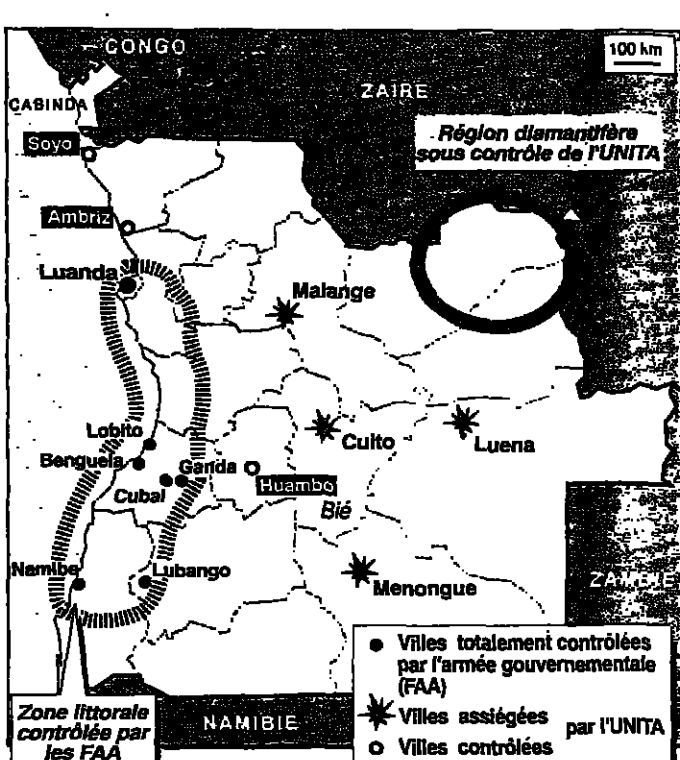 CONGO
100 km
ZAIRE
CABINDA
Région diamantifère
sous contrôle de l'UNITA
Soyo
Ambriz
Luanda
Malange
Lobito
Cuito
Luena
Benguela
Ganda
Cubal
Huambo
Bié
Namibe
Lubango
Menongue
ZAMBIE
Villes totalement contrôlées
par l'armée gouvernementale
(FAA)
Zone littorale
contrôlée par
les FAA
NAMIBIE
Villes assiégées
par l'UNITA
Villes contrôlées